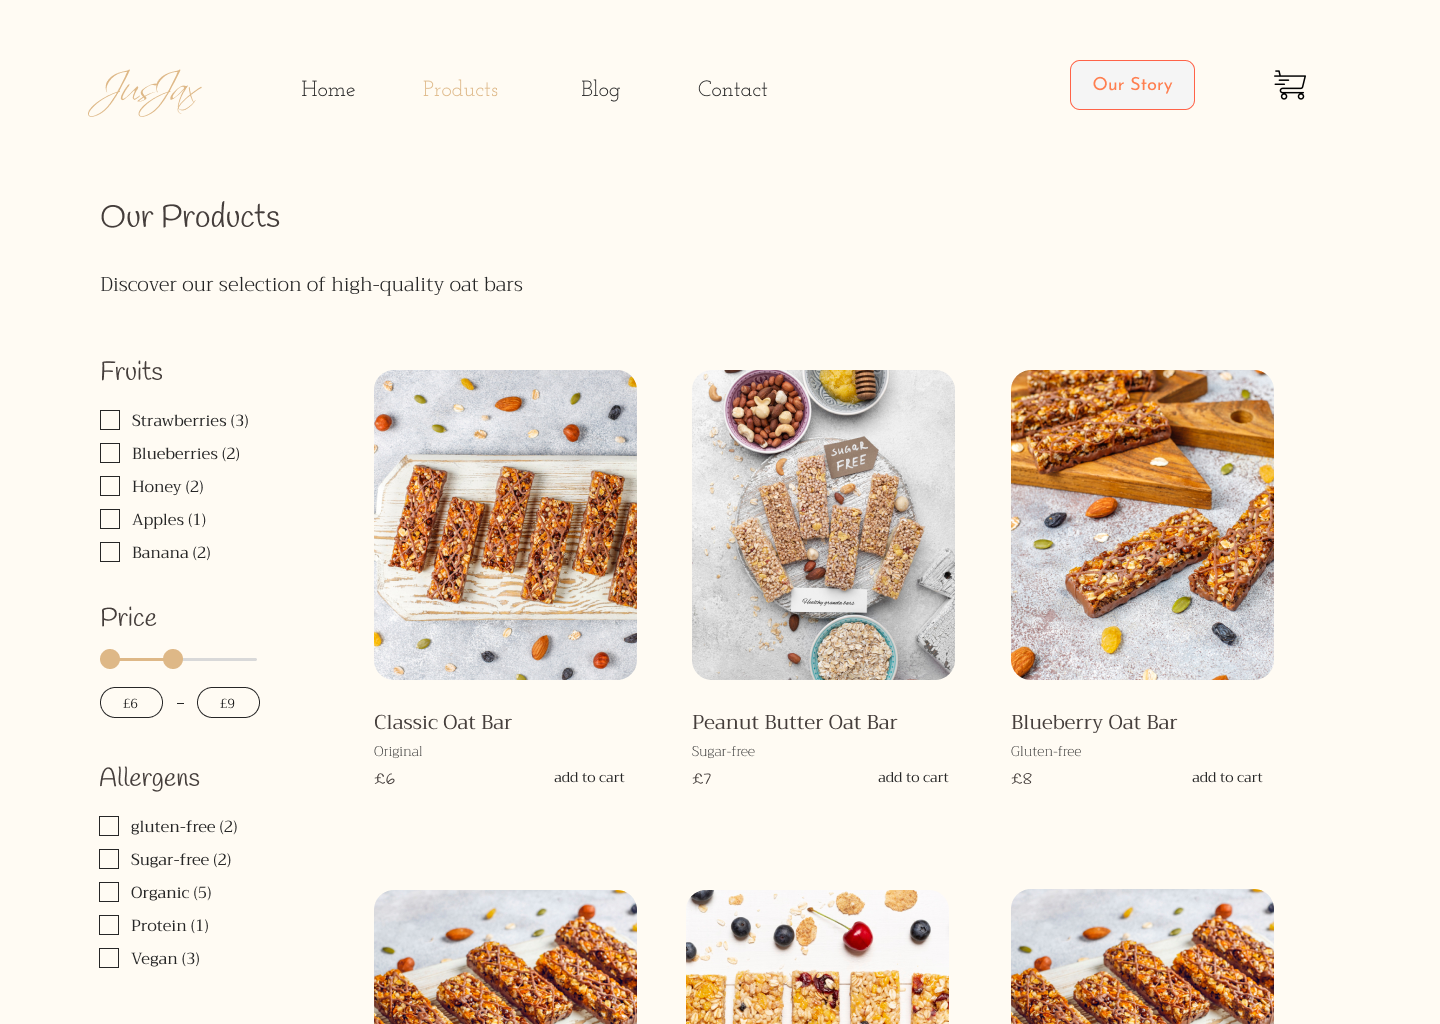 JusJax
Home
Products
Blog
Contact
Our Story
Our Products
Discover our selection of high-quality oat bars
Fruits
Strawberries (3)
Blueberries (2)
Honey (2)
Apples (1)
Banana (2)
Price
£6 - £9
Allergens
gluten-free (2)
Sugar-free (2)
Organic (5)
Protein (1)
Vegan (3)
SUGAR
FREE
Healthy granola bars
Classic Oat Bar
Original
£6
add to cart
Peanut Butter Oat Bar
Sugar-free
£7
add to cart
Blueberry Oat Bar
Gluten-free
£8
add to cart